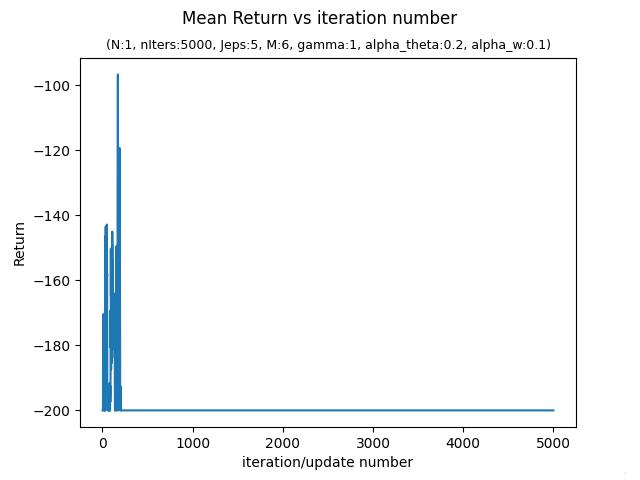 Mean Return vs iteration number
(N:1, nIters:5000, Jeps:5, M:6, gamma:1, alpha_theta:0.2, alpha_w:0.1)
−100
−120
−140
−160
−180
−200
Return
0 1000 2000 3000 4000 5000
iteration/update number